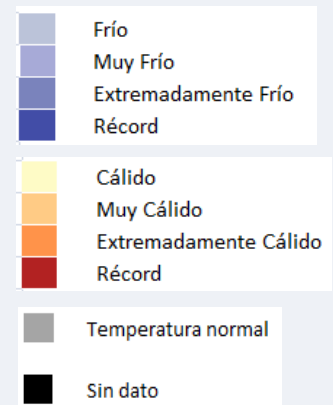 Frío
Muy Frío
Extremadamente Frío
Récord
Cálido
Muy Cálido
Extremadamente Cálido
Récord
Temperatura normal
Sin dato